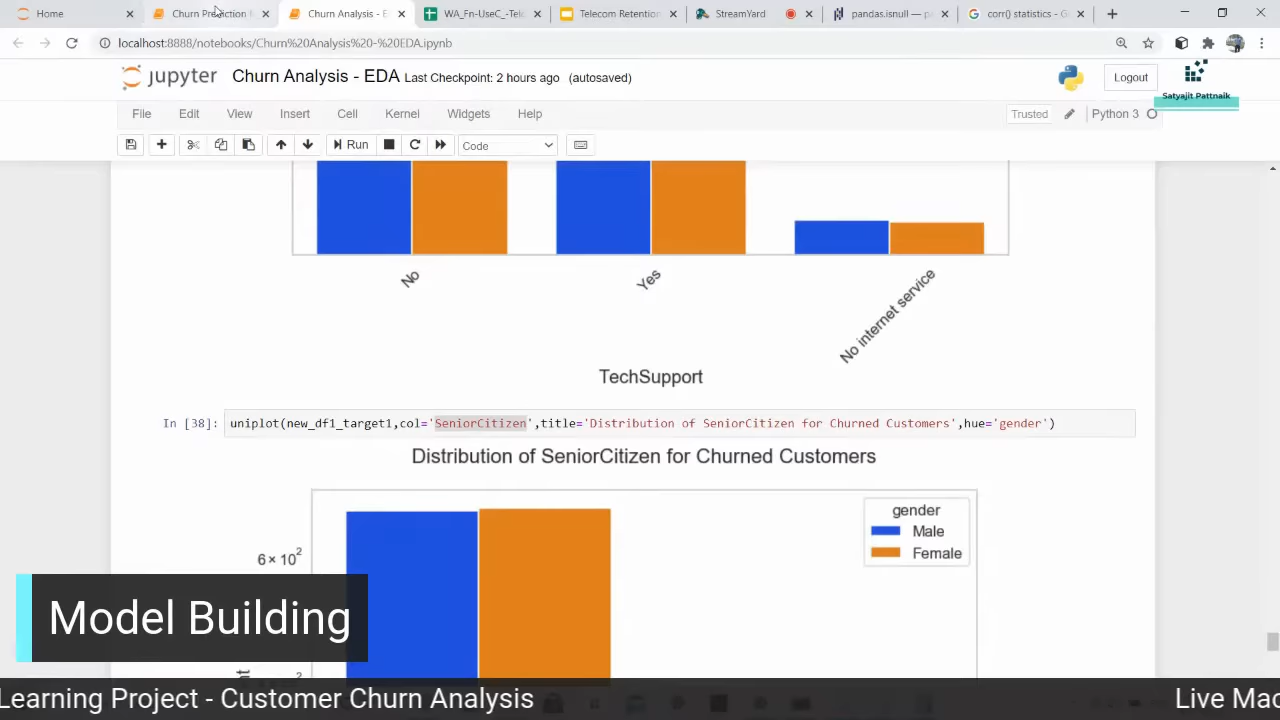 Home
Churn Prediction
Churn Analysis - E
WA_Fn-UseC_-Tel
Telecom Retention
StreamYard
pandas.isnull — pa
corr() statistics - G
localhost:8888/notebooks/Churn%20Analysis%20-%20EDA.ipynb
jupyter
Churn Analysis - EDA
Last Checkpoint: 2 hours ago (autosaved)
Logout
Satyajit Pattnaik
File
Edit
View
Insert
Cell
Kernel
Widgets
Help
Trusted
Python 3
Run
Code
No
Yes
No internet service
TechSupport
In [38]:
uniplot(new_df1_target1,col='SeniorCitizen',title='Distribution of SeniorCitizen for Churned Customers',hue='gender')
Distribution of SeniorCitizen for Churned Customers
gender
Male
Female
6 × 10²
Model Building
Learning Project - Customer Churn Analysis
Live Mac